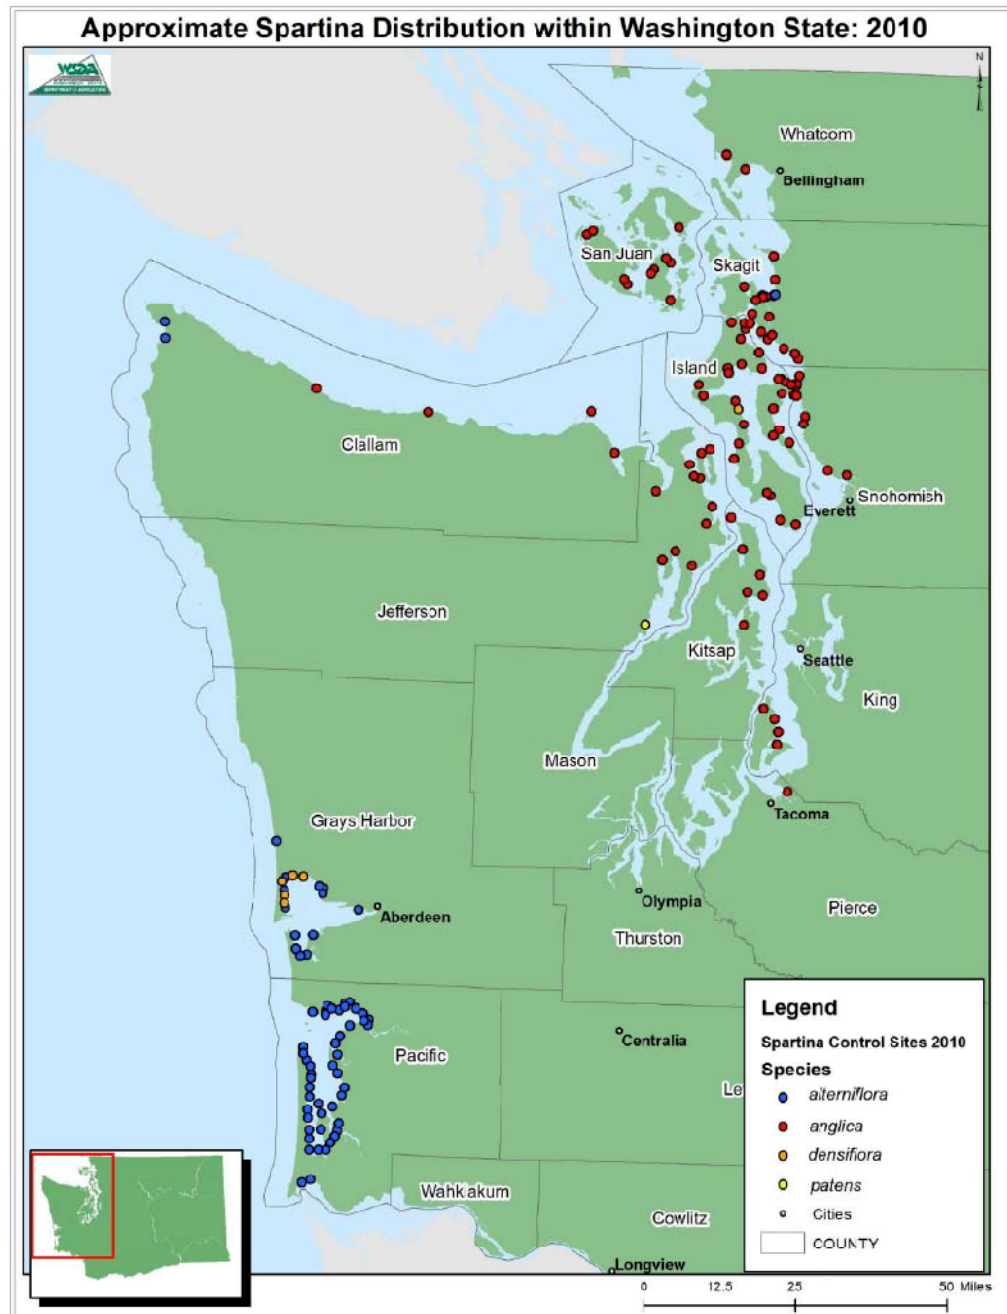 Approximate Spartina Distribution within Washington State: 2010
WSDA
N
Whatcom
Bellingham
San Juan
Skagit
Island
Clallam
Snohomish
Everett
Jefferson
Kitsap
Seattle
King
Mason
Tacoma
Grays Harbor
Aberdeen
Olympia
Pierce
Thurston
Legend
Spartina Control Sites 2010
Species
alterniflora
anglica
densiflora
patens
Cities
COUNTY
Centralia
Pacific
Le
Wahkiakum
Cowlitz
Longview
0 12.5 25 50 Miles